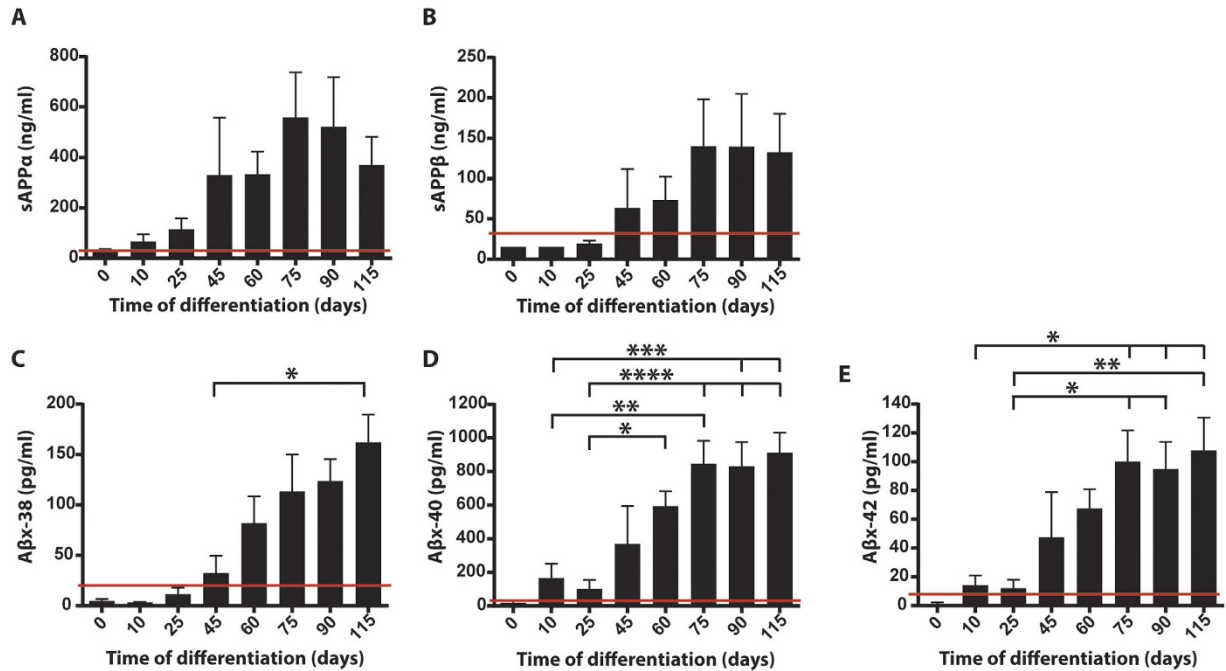 A
sAPPα (ng/ml)
800
600
400
200
0
0 10 25 45 60 75 90 115
Time of differentiation (days)
B
sAPPβ (ng/ml)
250
200
150
100
50
0
0 10 25 45 60 75 90 115
Time of differentiation (days)
C
*
Aβx-38 (pg/ml)
200
150
100
50
0
0 10 25 45 60 75 90 115
Time of differentiation (days)
D
***
****
**
*
Aβx-40 (pg/ml)
1200
1000
800
600
400
200
0
0 10 25 45 60 75 90 115
Time of differentiation (days)
E
*
**
*
Aβx-42 (pg/ml)
140
120
100
80
60
40
20
0
0 10 25 45 60 75 90 115
Time of differentiation (days)